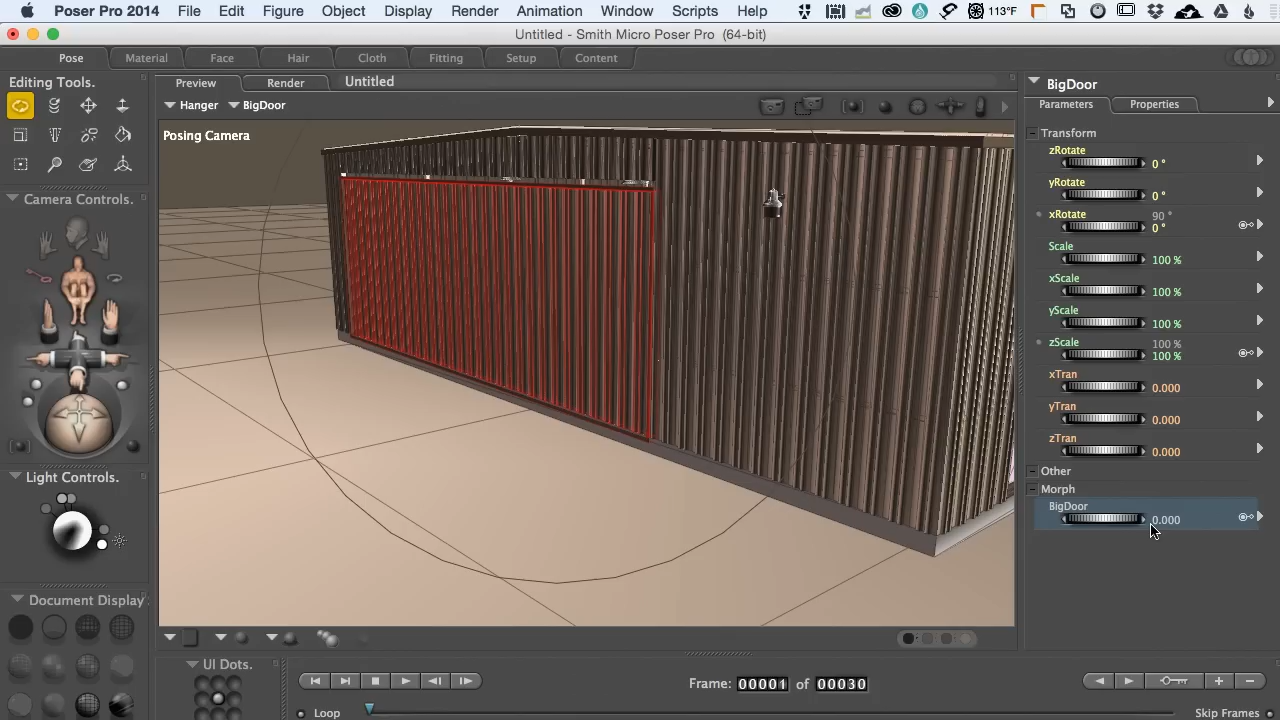 Poser Pro 2014 File Edit Figure Object Display Render Animation Window Scripts Help 113°F
Untitled - Smith Micro Poser Pro (64-bit)
Pose Material Face Hair Cloth Fitting Setup Content
Editing Tools.
Preview Render Untitled
Hanger BigDoor
Posing Camera
Camera Controls.
Light Controls.
Document Display
UI Dots.
Frame: 00001 of 00030
Loop
Skip Frames
BigDoor
Parameters Properties
Transform
zRotate
0 °
yRotate
0 °
xRotate 90 °
0 °
Scale
100 %
xScale
100 %
yScale
100 %
zScale 100 %
100 %
xTran
0.000
yTran
0.000
zTran
0.000
Other
Morph
BigDoor
0.000